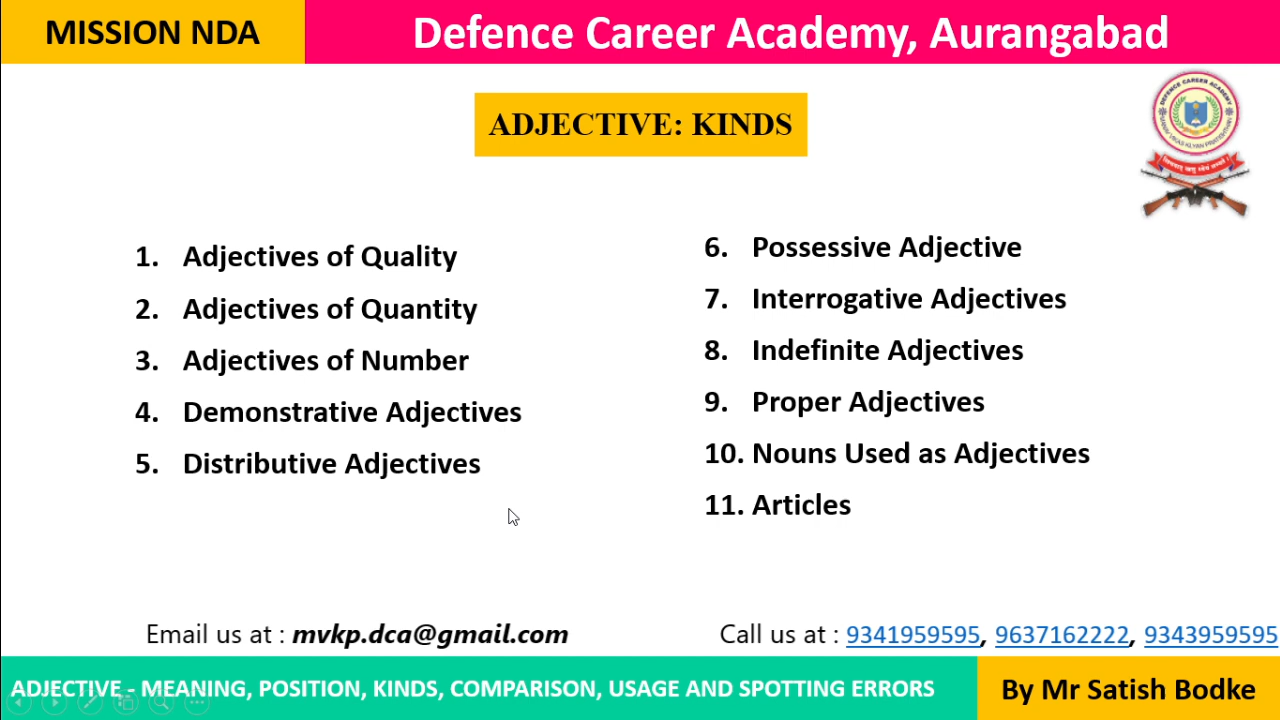 MISSION NDA
Defence Career Academy, Aurangabad
ADJECTIVE: KINDS
DEFENCE CAREER ACADEMY
1. Adjectives of Quality
2. Adjectives of Quantity
3. Adjectives of Number
4. Demonstrative Adjectives
5. Distributive Adjectives
6. Possessive Adjective
7. Interrogative Adjectives
8. Indefinite Adjectives
9. Proper Adjectives
10. Nouns Used as Adjectives
11. Articles
Email us at : mvkp.dca@gmail.com
Call us at : 9341959595, 9637162222, 9343959595
ADJECTIVE - MEANING, POSITION, KINDS, COMPARISON, USAGE AND SPOTTING ERRORS
By Mr Satish Bodke